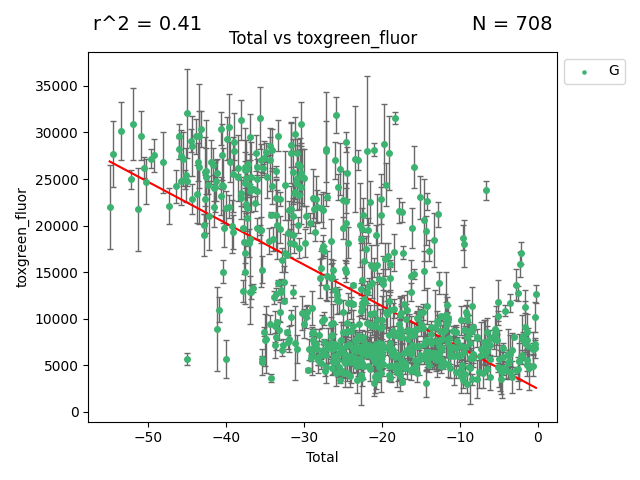 r^2 = 0.41
N = 708
Total vs toxgreen_fluor
G
toxgreen_fluor
35000
30000
25000
20000
15000
10000
5000
0
−50 −40 −30 −20 −10 0
Total